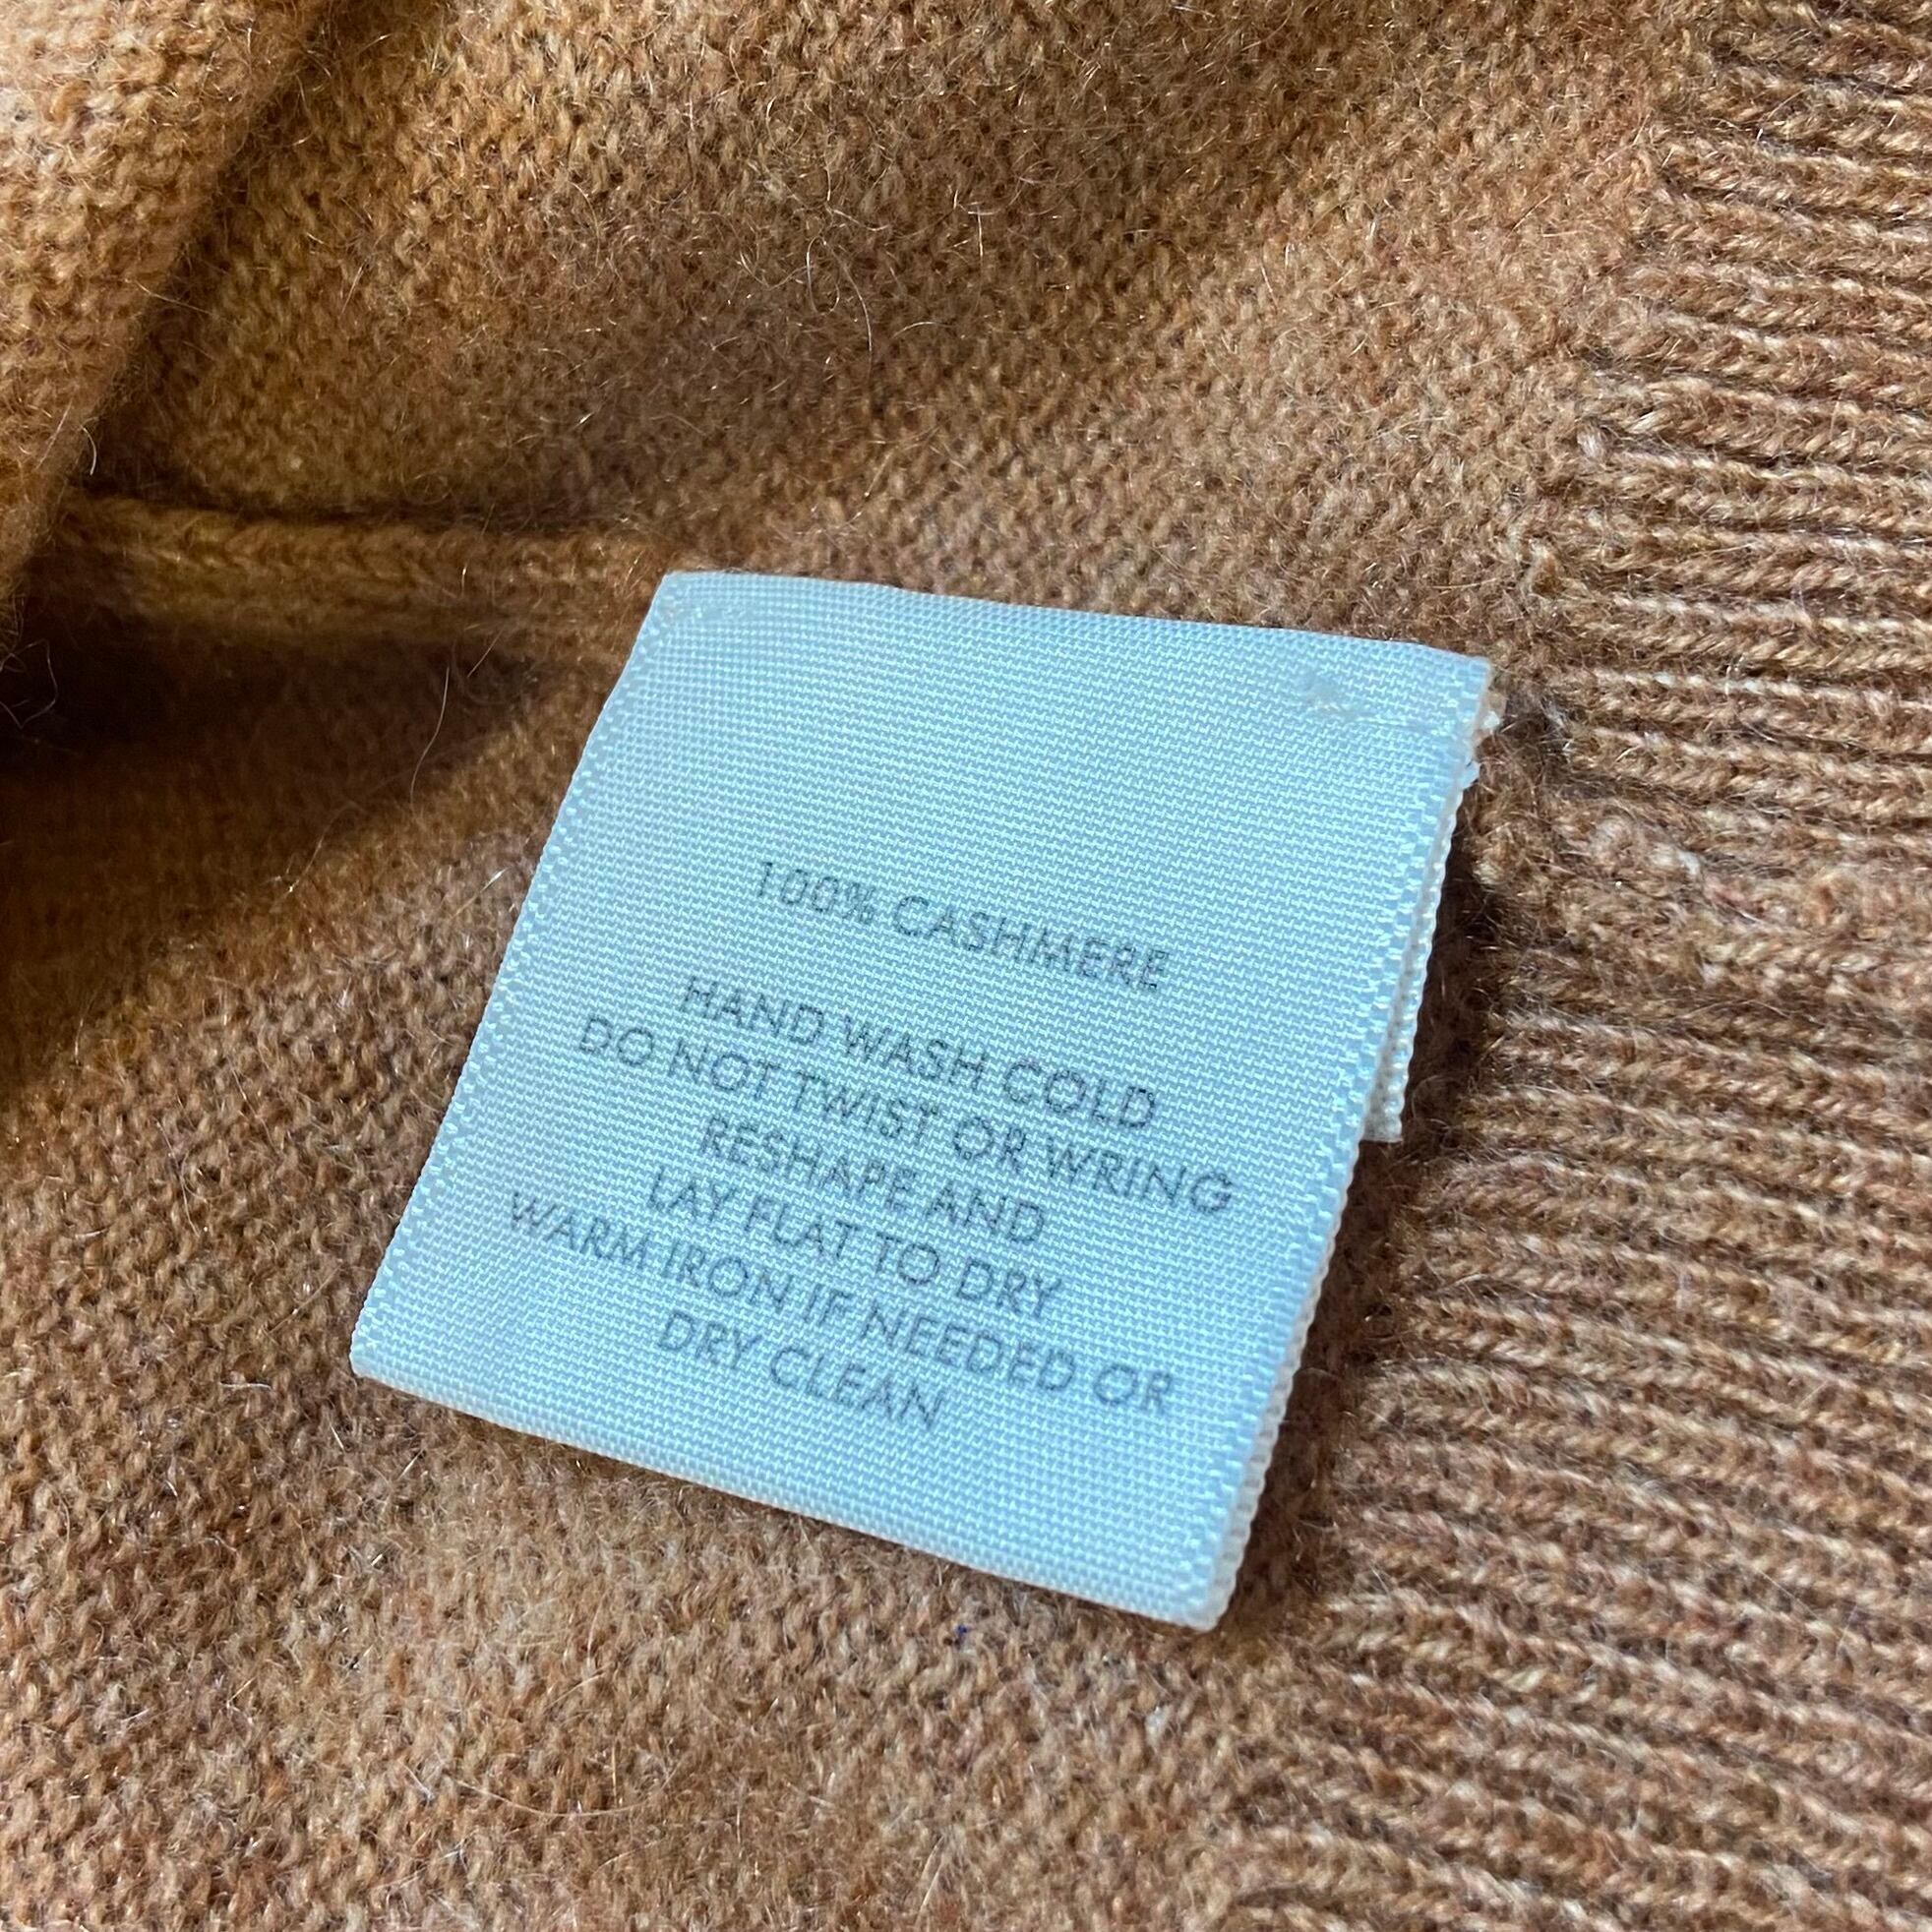 100% CASHMERE
HAND WASH COLD
DO NOT TWIST OR WRING
RESHAPE AND
LAY FLAT TO DRY
WARM IRON IF NEEDED OR
DRY CLEAN